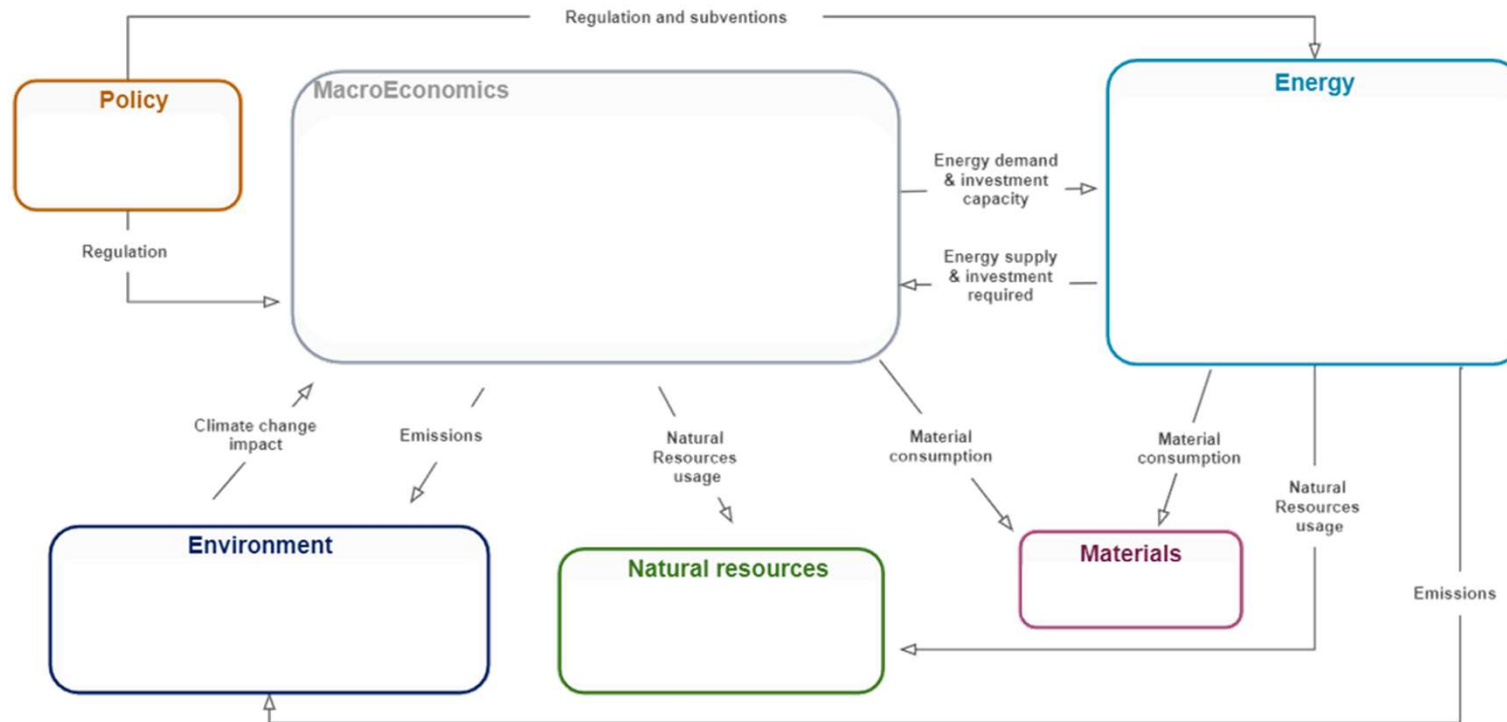 Regulation and subventions
Policy
MacroEconomics
Energy
Energy demand
& investment
capacity
Regulation
Energy supply
& investment
required
Climate change
impact
Emissions
Natural
Resources
usage
Material
consumption
Material
consumption
Natural
Resources
usage
Environment
Natural resources
Materials
Emissions